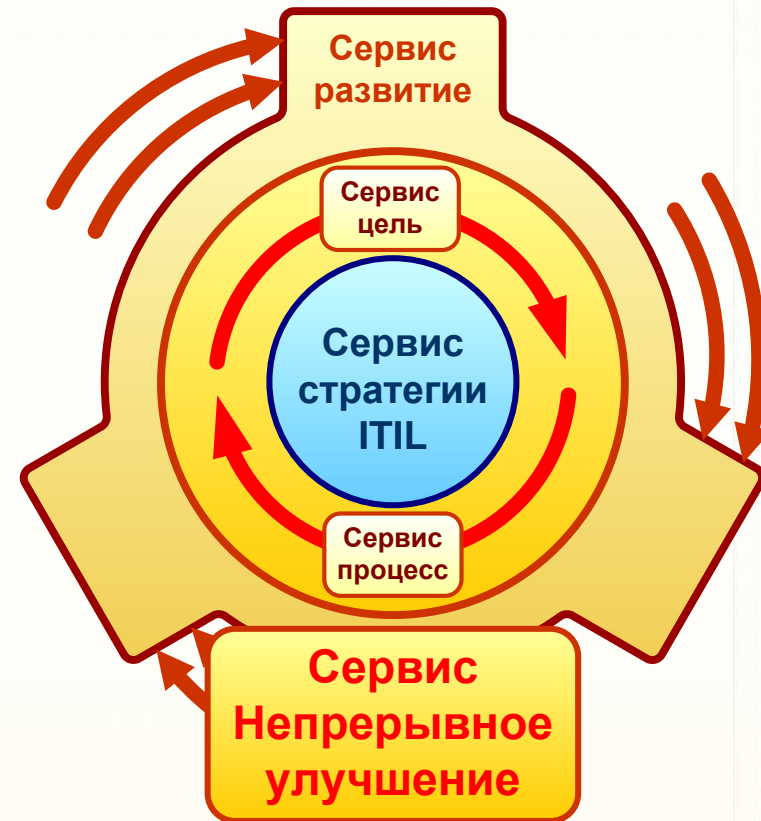 Сервис
развитие
Сервис
цель
Сервис
стратегии
ITIL
Сервис
процесс
Сервис
Непрерывное
улучшение